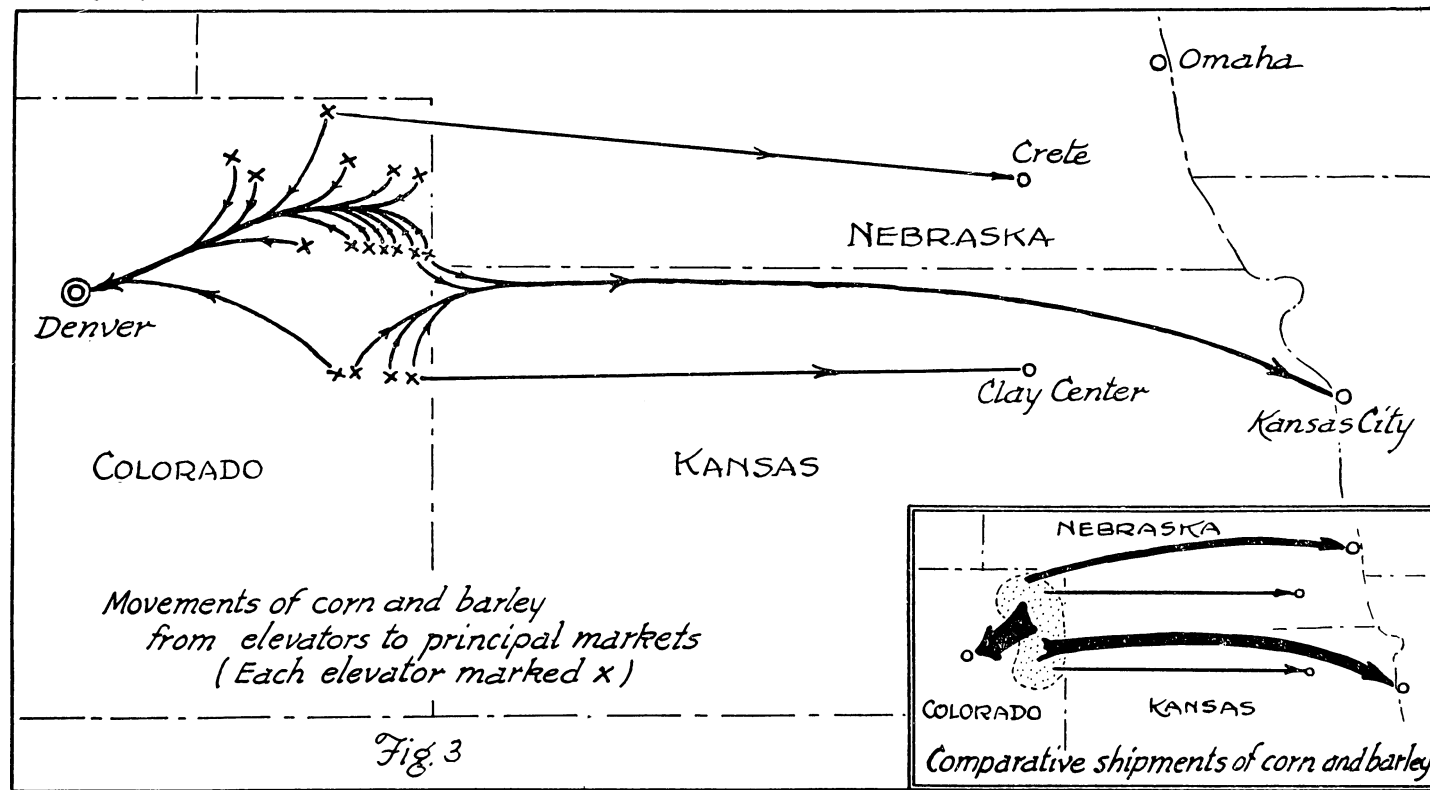 Omaha
Crete
NEBRASKA
Denver
Clay Center
Kansas City
COLORADO
KANSAS
Movements of corn and barley
from elevators to principal markets
(Each elevator marked x)
Fig. 3
NEBRASKA
COLORADO
KANSAS
Comparative shipments of corn and barley